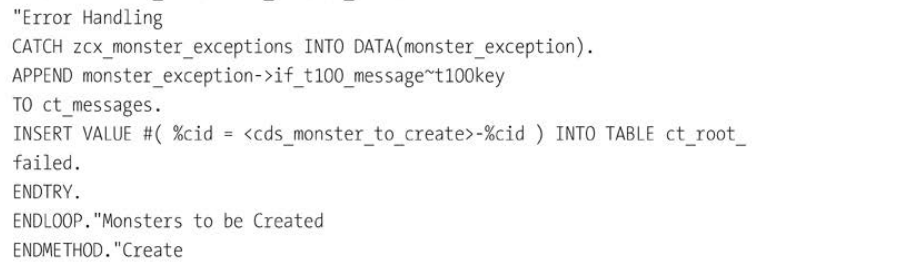 "Error Handling
CATCH zcx_monster_exceptions INTO DATA(monster_exception).
APPEND monster_exception->if_t100_message~t100key
TO ct_messages.
INSERT VALUE #( %cid = <cds_monster_to_create>-%cid ) INTO TABLE ct_root_
failed.
ENDTRY.
ENDLOOP."Monsters to be Created
ENDMETHOD."Create